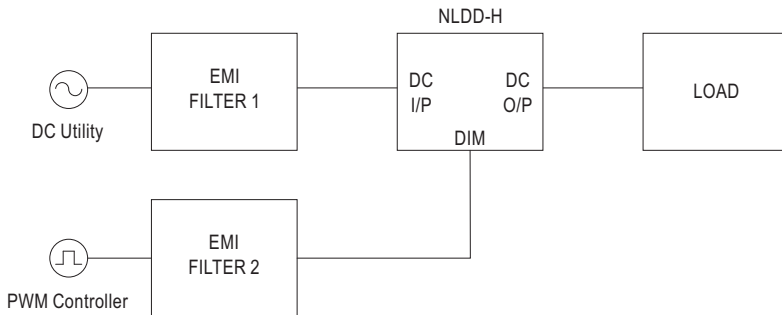 NLDD-H
EMI
FILTER 1
DC
I/P
DC
O/P
DIM
LOAD
DC Utility
EMI
FILTER 2
PWM Controller